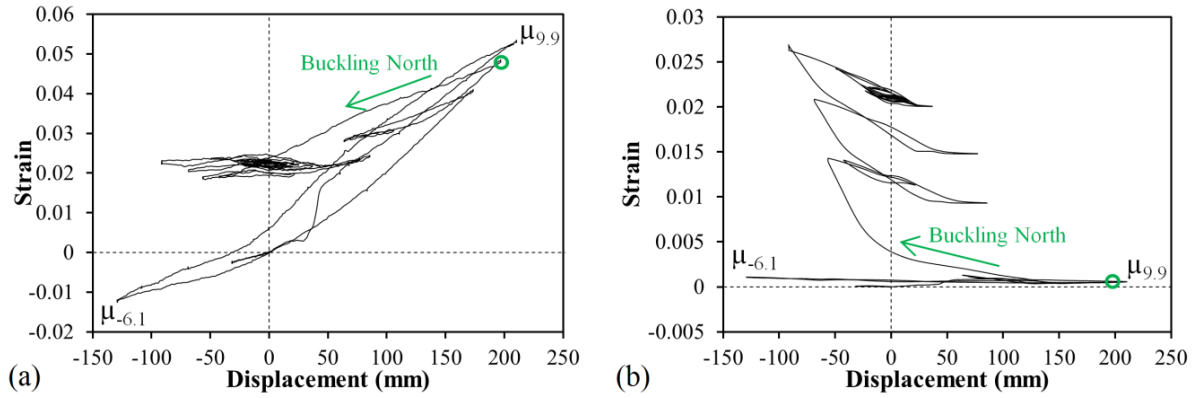 0.06
0.05
0.04
0.03
0.02
0.01
0
-0.01
-0.02
Strain
μ9.9
Buckling North
μ-6.1
-150 -100 -50 0 50 100 150 200 250
Displacement (mm)
(a)
0.03
0.025
0.02
0.015
0.01
0.005
0
-0.005
Strain
Buckling North
μ-6.1
μ9.9
-150 -100 -50 0 50 100 150 200 250
Displacement (mm)
(b)